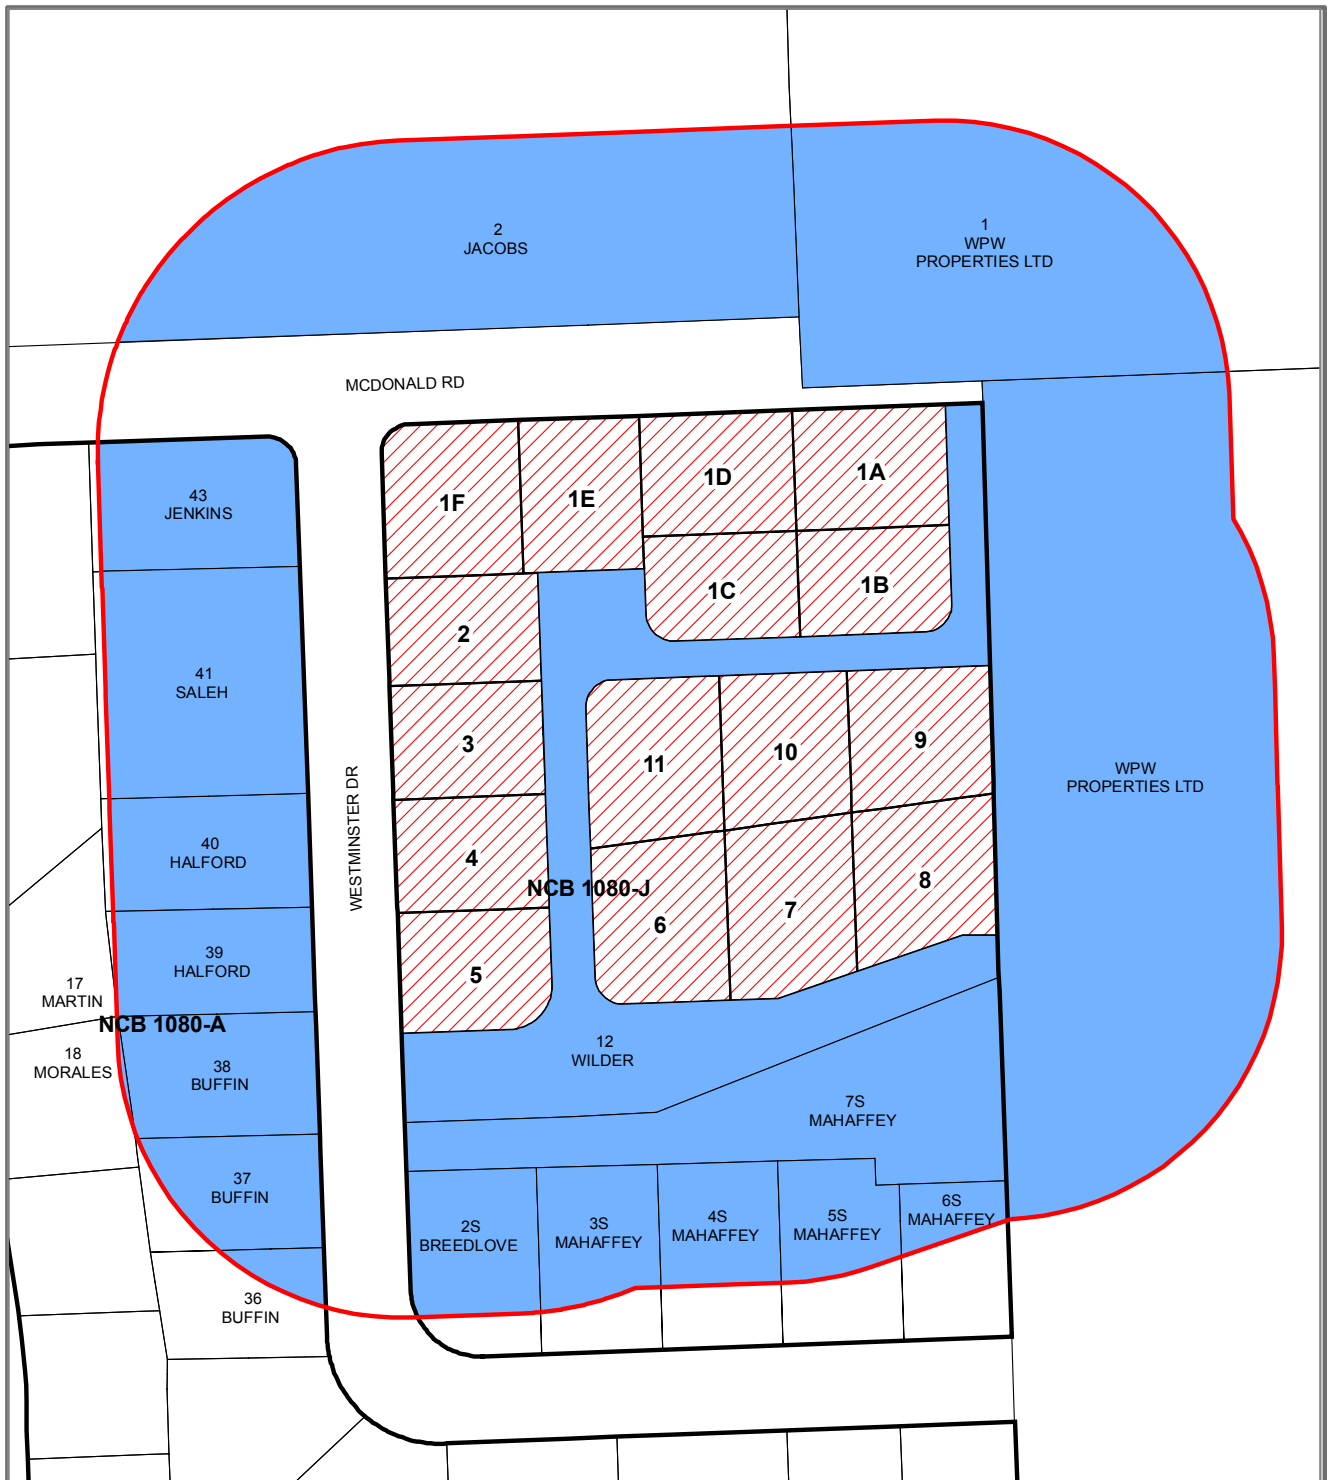 2
JACOBS
1
WPW
PROPERTIES LTD
MCDONALD RD
43
JENKINS
1F
1E
1D
1A
1C
1B
2
41
SALEH
3
11
10
9
WPW
PROPERTIES LTD
WESTMINSTER DR
40
HALFORD
4
NCB 1080-J
6
7
8
39
HALFORD
5
17
MARTIN
NCB 1080-A
18
MORALES
38
BUFFIN
12
WILDER
7S
MAHAFFEY
37
BUFFIN
2S
BREEDLOVE
3S
MAHAFFEY
4S
MAHAFFEY
5S
MAHAFFEY
6S
MAHAFFEY
36
BUFFIN